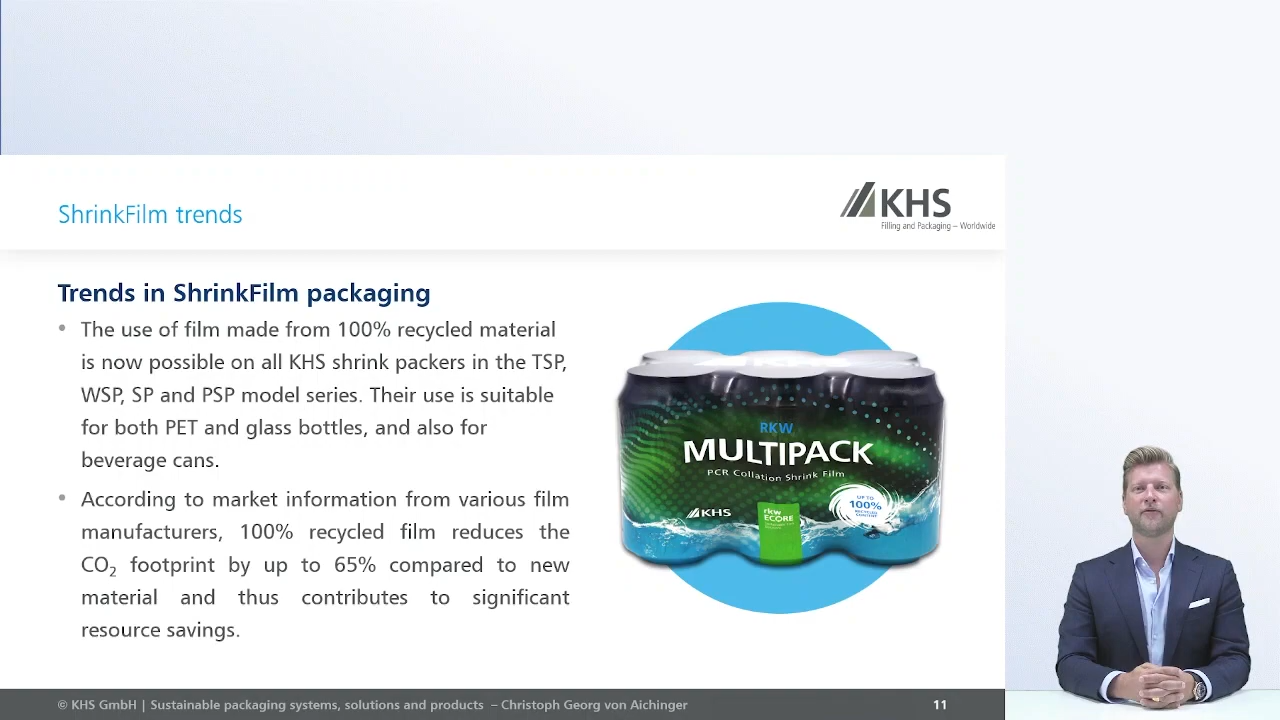 ShrinkFilm trends
KHS
Filling and Packaging – Worldwide
Trends in ShrinkFilm packaging
• The use of film made from 100% recycled material
is now possible on all KHS shrink packers in the TSP,
WSP, SP and PSP model series. Their use is suitable
for both PET and glass bottles, and also for
beverage cans.
• According to market information from various film
manufacturers, 100% recycled film reduces the
CO₂ footprint by up to 65% compared to new
material and thus contributes to significant
resource savings.
RKW
MULTIPACK
PCR Collation Shrink Film
KHS
rkw
ECORE
UP TO
100%
RECYCLED
CONTENT
© KHS GmbH | Sustainable packaging systems, solutions and products – Christoph Georg von Aichinger
11